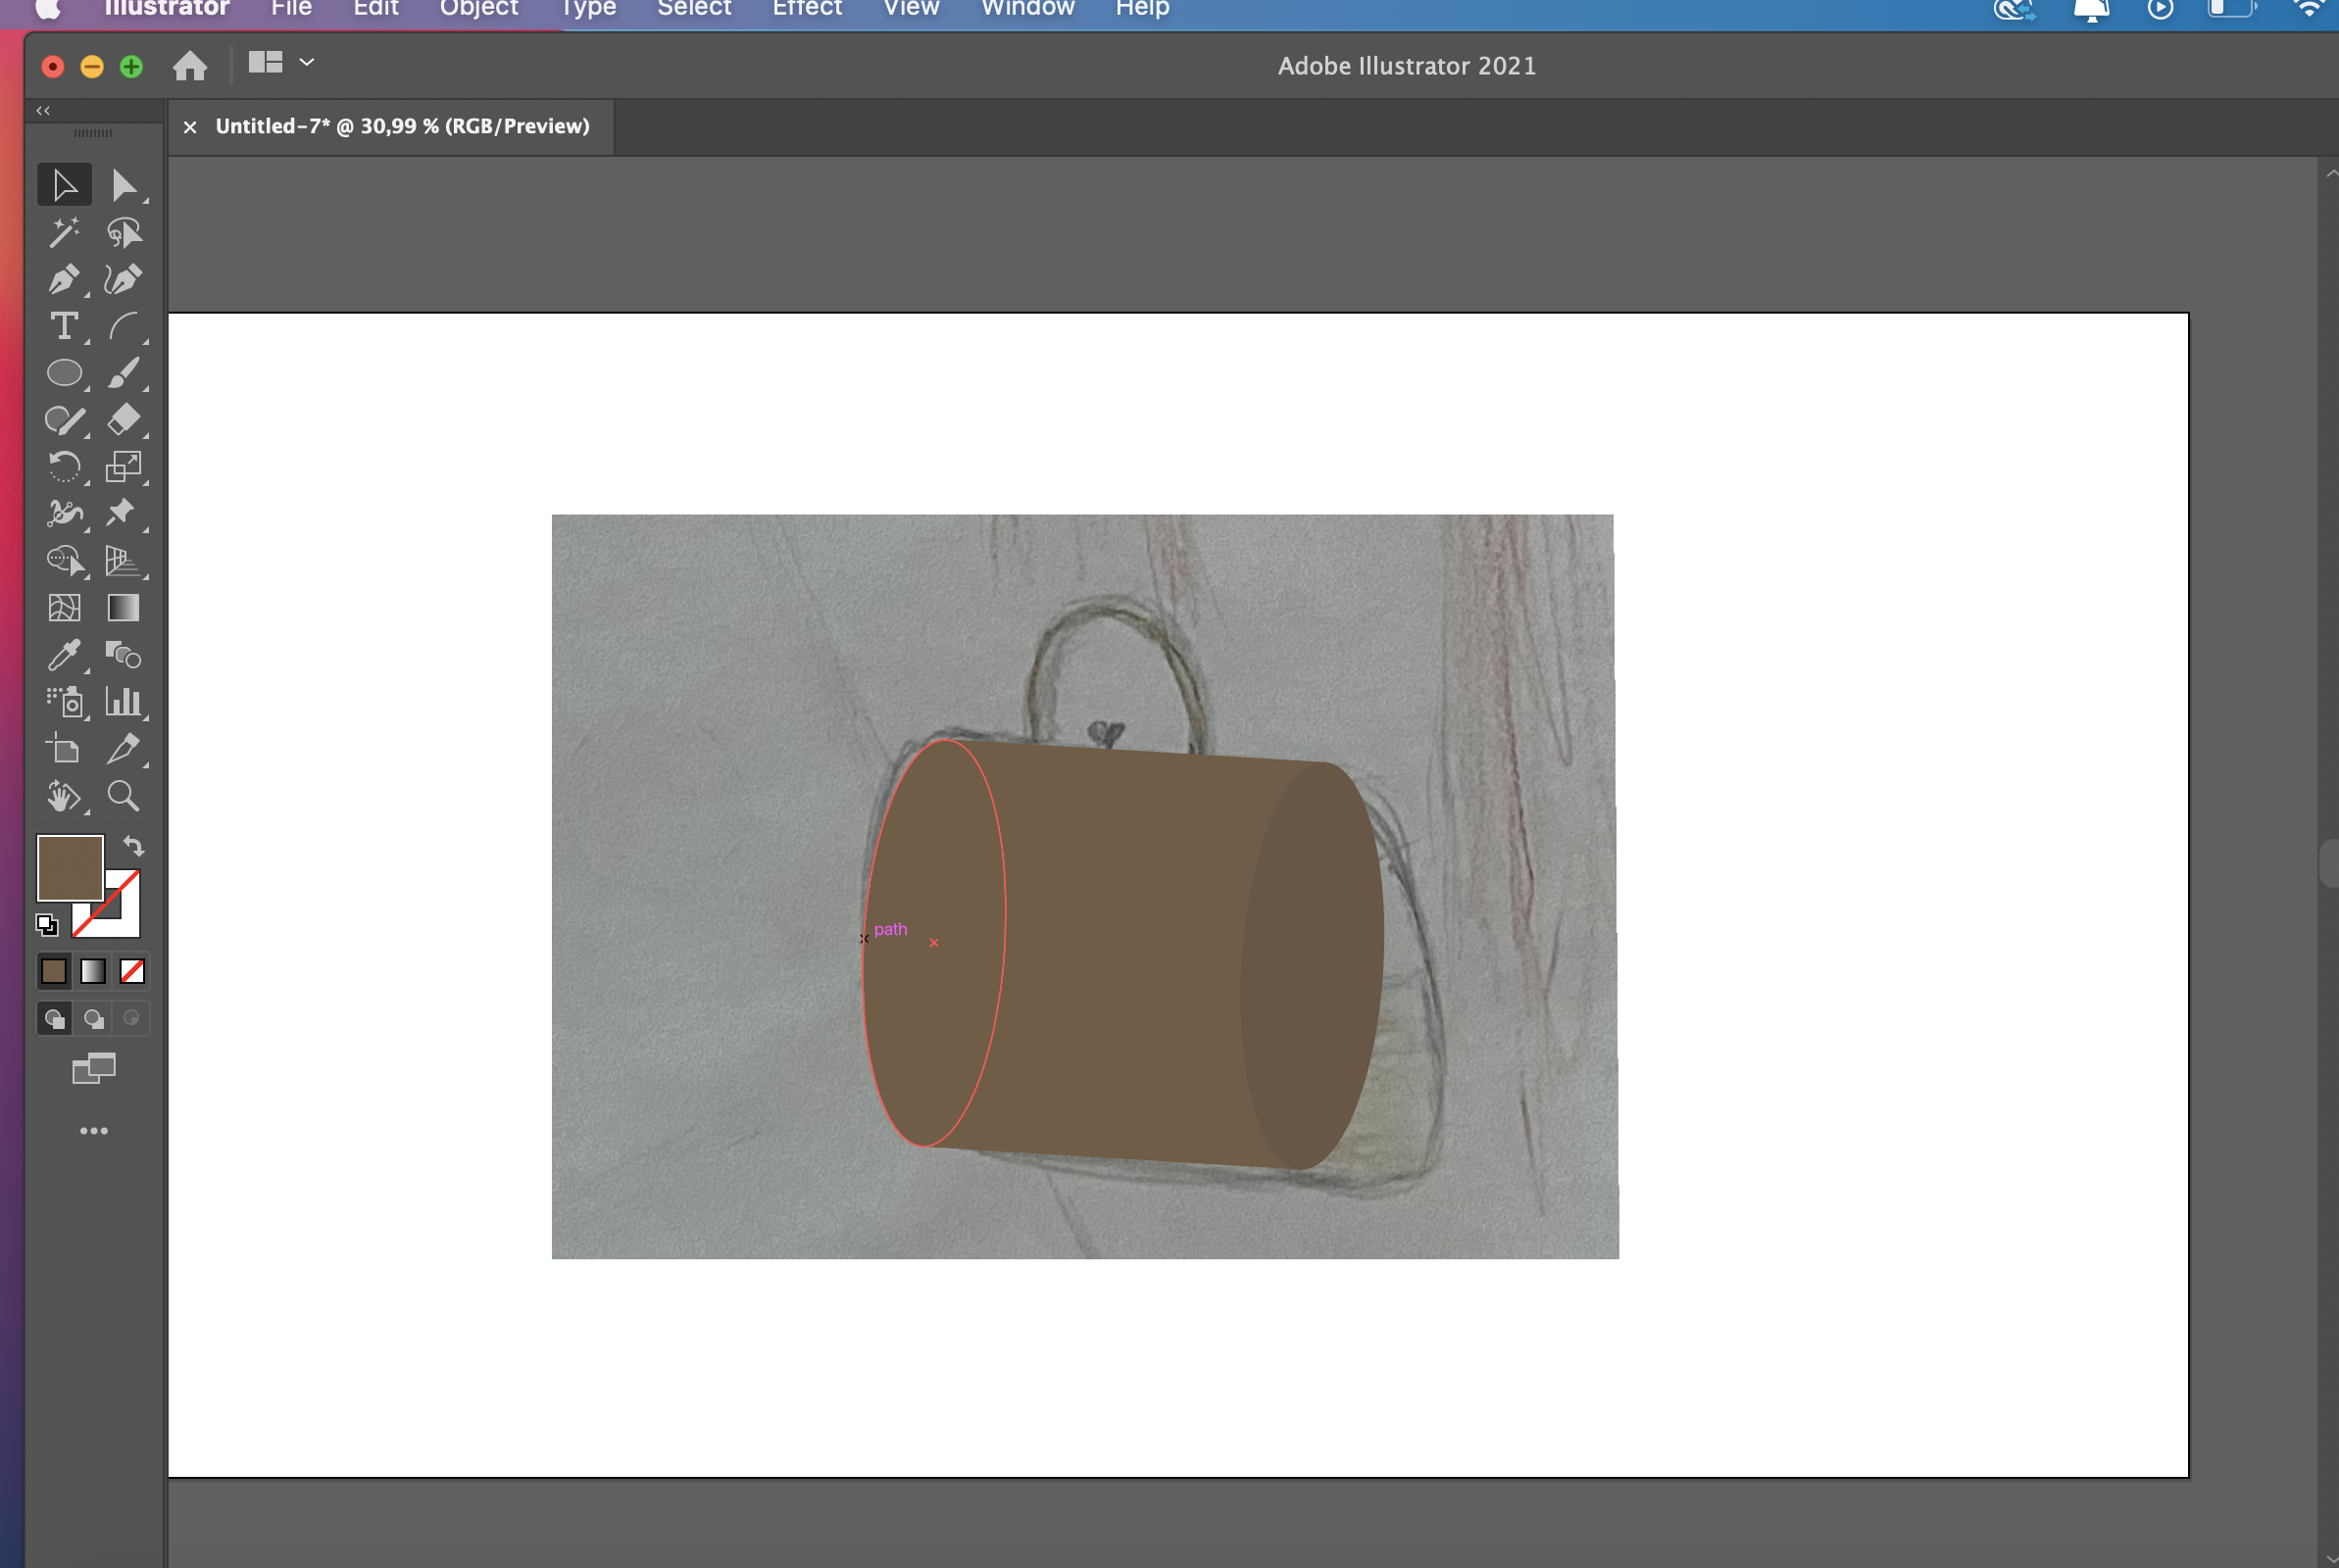 Illustrator File Edit Object Type Select Effect View Window Help
Adobe Illustrator 2021
Untitled-7* @ 30,99 % (RGB/Preview)
path